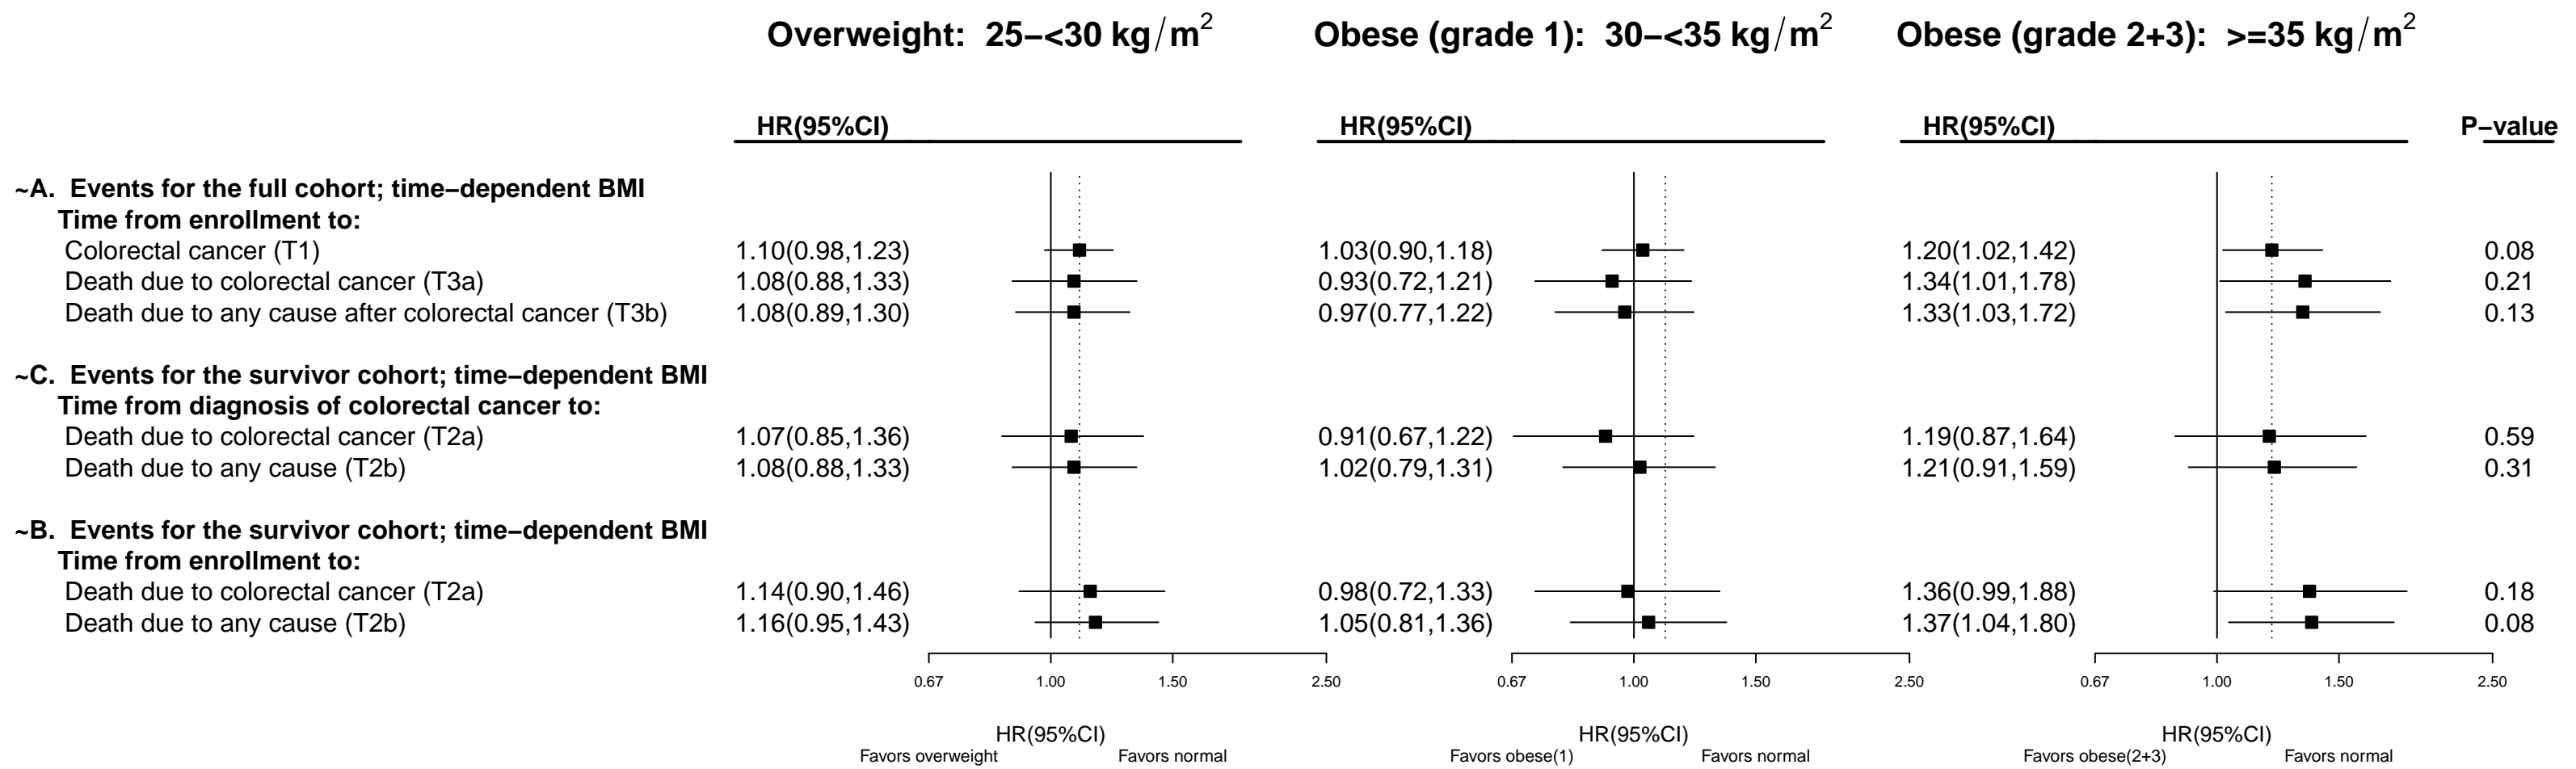 Overweight:  25−<30 kg/m²  Obese (grade 1):  30−<35 kg/m²  Obese (grade 2+3):  >=35 kg/m²
HR(95%CI)  HR(95%CI)  HR(95%CI)  P−value
~A.  Events for the full cohort; time−dependent BMI
Time from enrollment to:
Colorectal cancer (T1)  1.10(0.98,1.23)  1.03(0.90,1.18)  1.20(1.02,1.42)  0.08
Death due to colorectal cancer (T3a)  1.08(0.88,1.33)  0.93(0.72,1.21)  1.34(1.01,1.78)  0.21
Death due to any cause after colorectal cancer (T3b)  1.08(0.89,1.30)  0.97(0.77,1.22)  1.33(1.03,1.72)  0.13
~C.  Events for the survivor cohort; time−dependent BMI
Time from diagnosis of colorectal cancer to:
Death due to colorectal cancer (T2a)  1.07(0.85,1.36)  0.91(0.67,1.22)  1.19(0.87,1.64)  0.59
Death due to any cause (T2b)  1.08(0.88,1.33)  1.02(0.79,1.31)  1.21(0.91,1.59)  0.31
~B.  Events for the survivor cohort; time−dependent BMI
Time from enrollment to:
Death due to colorectal cancer (T2a)  1.14(0.90,1.46)  0.98(0.72,1.33)  1.36(0.99,1.88)  0.18
Death due to any cause (T2b)  1.16(0.95,1.43)  1.05(0.81,1.36)  1.37(1.04,1.80)  0.08
0.67  1.00  1.50  2.50  0.67  1.00  1.50  2.50  0.67  1.00  1.50  2.50
HR(95%CI)  HR(95%CI)  HR(95%CI)
Favors overweight  Favors normal  Favors obese(1)  Favors normal  Favors obese(2+3)  Favors normal